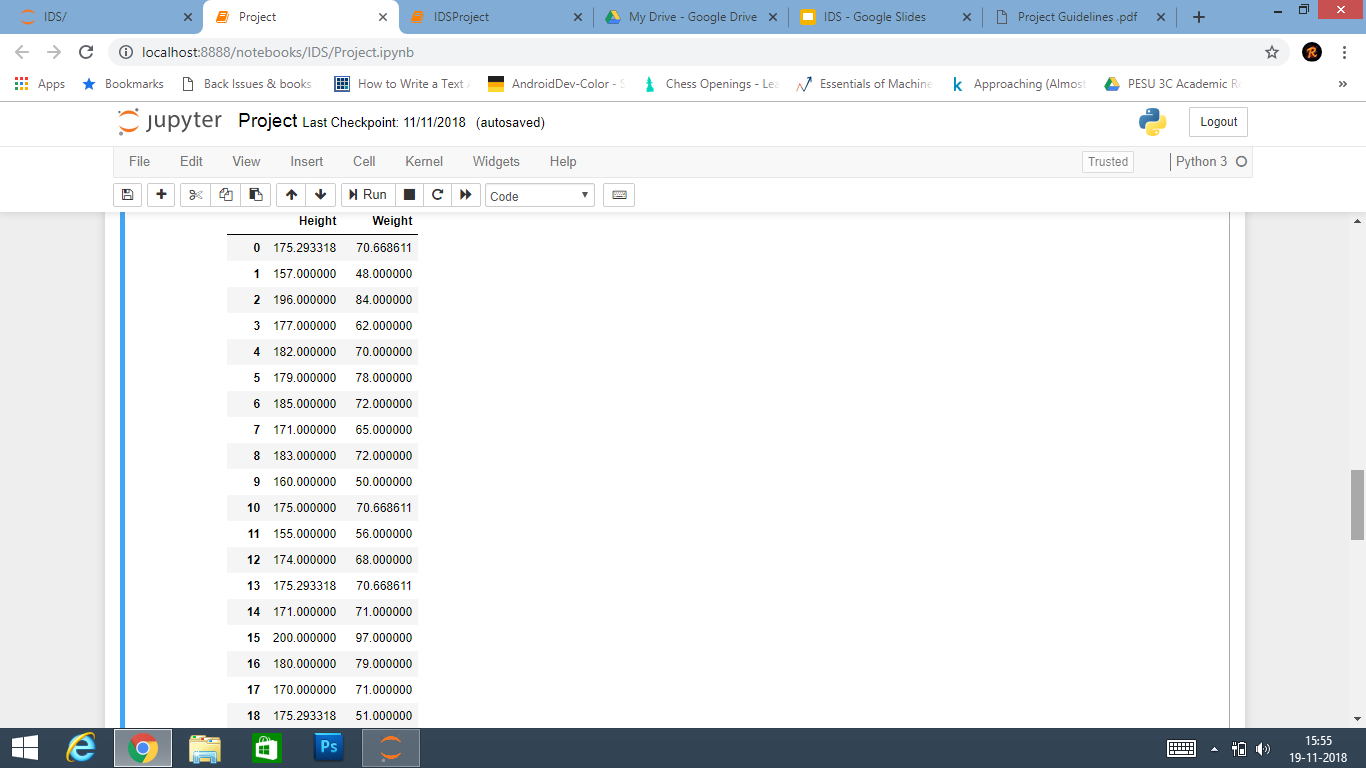 IDS/ Project IDSProject My Drive - Google Drive IDS - Google Slides Project Guidelines .pdf
localhost:8888/notebooks/IDS/Project.ipynb
Apps Bookmarks Back Issues & books How to Write a Text AndroidDev-Color - Chess Openings - Le Essentials of Machine Approaching (Almost PESU 3C Academic R »
jupyter Project Last Checkpoint: 11/11/2018 (autosaved) Logout
File Edit View Insert Cell Kernel Widgets Help Trusted Python 3
Run Code
Height Weight
0 175.293318 70.668611
1 157.000000 48.000000
2 196.000000 84.000000
3 177.000000 62.000000
4 182.000000 70.000000
5 179.000000 78.000000
6 185.000000 72.000000
7 171.000000 65.000000
8 183.000000 72.000000
9 160.000000 50.000000
10 175.000000 70.668611
11 155.000000 56.000000
12 174.000000 68.000000
13 175.293318 70.668611
14 171.000000 71.000000
15 200.000000 97.000000
16 180.000000 79.000000
17 170.000000 71.000000
18 175.293318 51.000000
Ps
15:55
19-11-2018